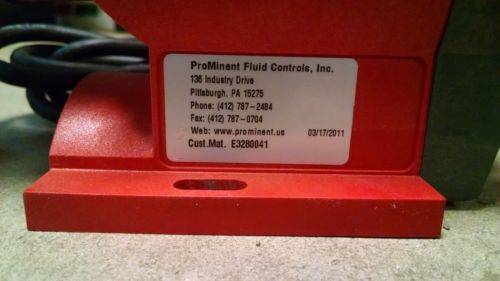 ProMinent Fluid Controls, Inc.
136 Industry Drive
Pittsburgh, PA 15275
Phone: (412) 787-2484
Fax: (412) 787-0704
Web: www.prominent.us 03/17/2011
Cust.Mat. E3280041